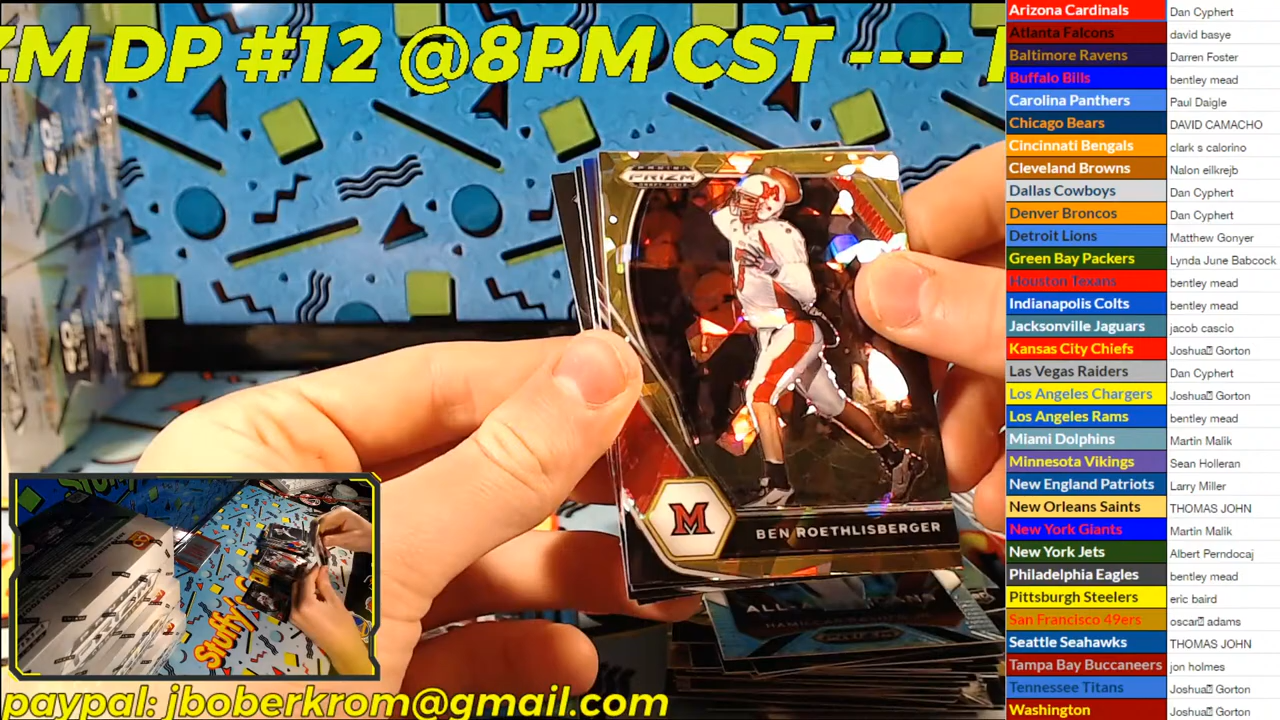 ZM DP #12 @8PM CST ----
PANINI
PRIZM
DRAFT PICKS
M
M
BEN ROETHLISBERGER
paypal: jboberkrom@gmail.com
Arizona Cardinals Dan Cyphert
Atlanta Falcons david basye
Baltimore Ravens Darren Foster
Buffalo Bills bentley mead
Carolina Panthers Paul Daigle
Chicago Bears DAVID CAMACHO
Cincinnati Bengals clark s calorino
Cleveland Browns Nalon eilkrejb
Dallas Cowboys Dan Cyphert
Denver Broncos Dan Cyphert
Detroit Lions Matthew Gonyer
Green Bay Packers Lynda June Babcock
Houston Texans bentley mead
Indianapolis Colts bentley mead
Jacksonville Jaguars jacob cascio
Kansas City Chiefs Joshua Gorton
Las Vegas Raiders Dan Cyphert
Los Angeles Chargers Joshua Gorton
Los Angeles Rams bentley mead
Miami Dolphins Martin Malik
Minnesota Vikings Sean Holleran
New England Patriots Larry Miller
New Orleans Saints THOMAS JOHN
New York Giants Martin Malik
New York Jets Albert Perndocaj
Philadelphia Eagles bentley mead
Pittsburgh Steelers eric baird
San Francisco 49ers oscar adams
Seattle Seahawks THOMAS JOHN
Tampa Bay Buccaneers jon holmes
Tennessee Titans Joshua Gorton
Washington Joshua Gorton